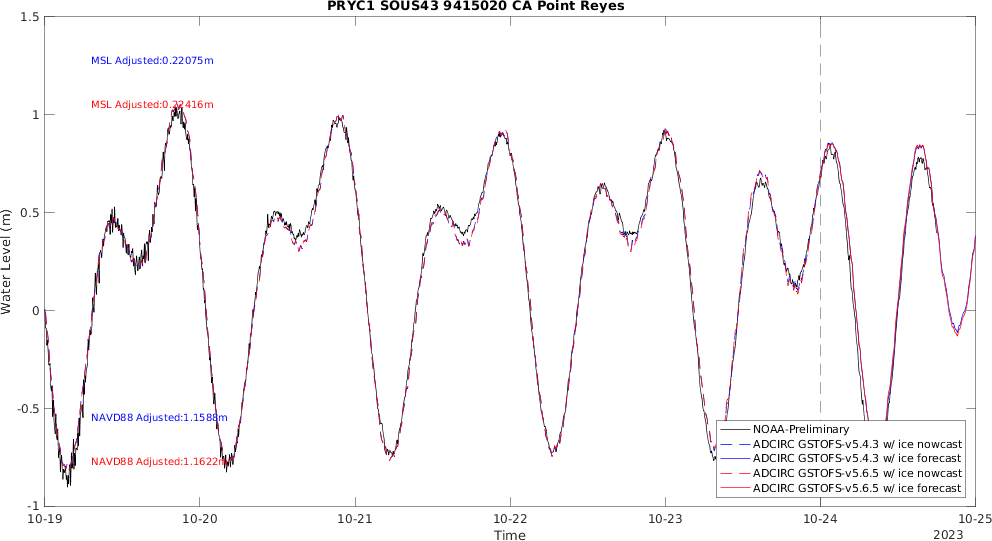 PRYC1 SOUS43 9415020 CA Point Reyes
1.5
1
0.5
0
-0.5
-1
Water Level (m)
MSL Adjusted:0.22075m
MSL Adjusted:0.22416m
NAVD88 Adjusted:1.1588m
NAVD88 Adjusted:1.1622m
NOAA-Preliminary
ADCIRC GSTOFS-v5.4.3 w/ ice nowcast
ADCIRC GSTOFS-v5.4.3 w/ ice forecast
ADCIRC GSTOFS-v5.6.5 w/ ice nowcast
ADCIRC GSTOFS-v5.6.5 w/ ice forecast
10-19 10-20 10-21 10-22 10-23 10-24 10-25
Time
2023